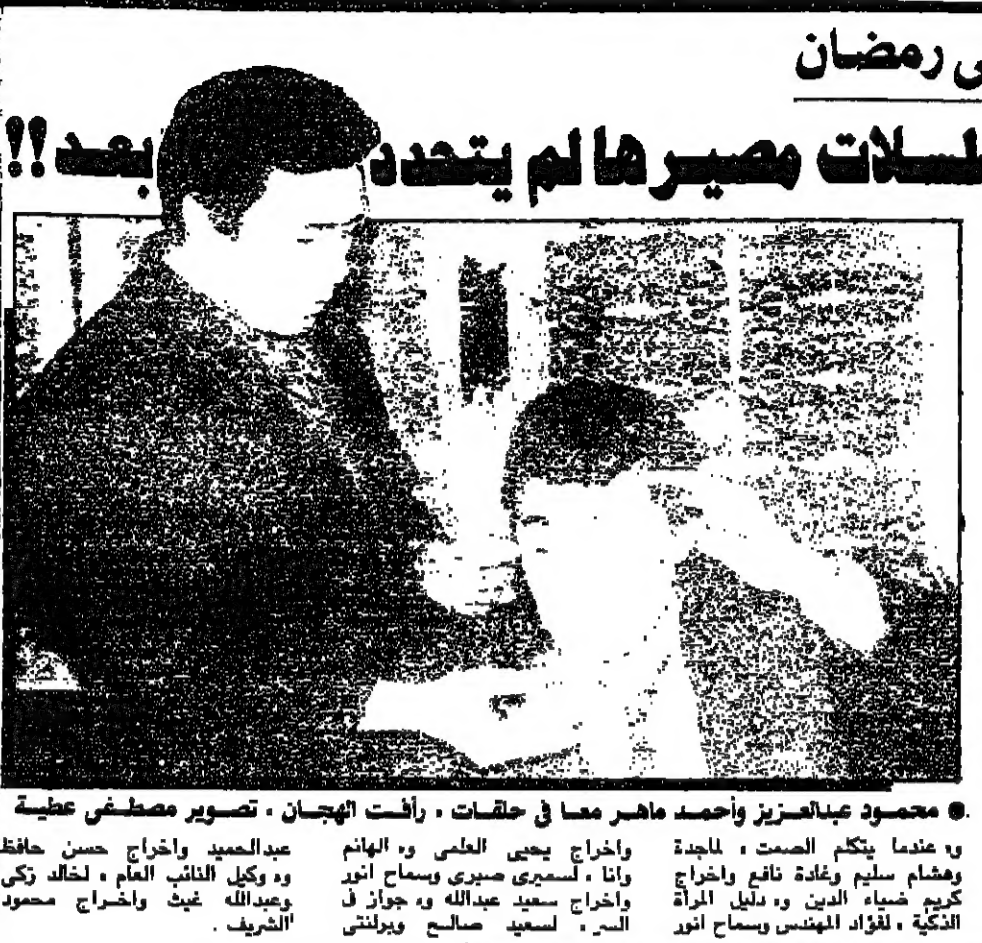 ى رمضان
لسلات مصيرها لم يتحدد بعد!!
● محمود عبدالعزيز وأحمد ماهر معا في حلقات « رأفت الهجان » تصوير مصطفى عطية
و« عندما يتكلم الصمت » لماجدة
وهشام سليم وغادة نافع واخراج
كريم ضياء الدين و« دليل المرأة
الذكية » لفؤاد المهندس وسماح انور
واخراج يحيى العلمى و« الهانم
وانا » لسميرى صبرى وسماح انور
واخراج سعيد عبدالله و« جواز ف
السر » لسعيد صالح ويرلنتى
عبدالحميد واخراج حسن حافظ
و« وكيل النائب العام » لخالد زكى
وعبدالله غيث واخراج محمود
الشريف .